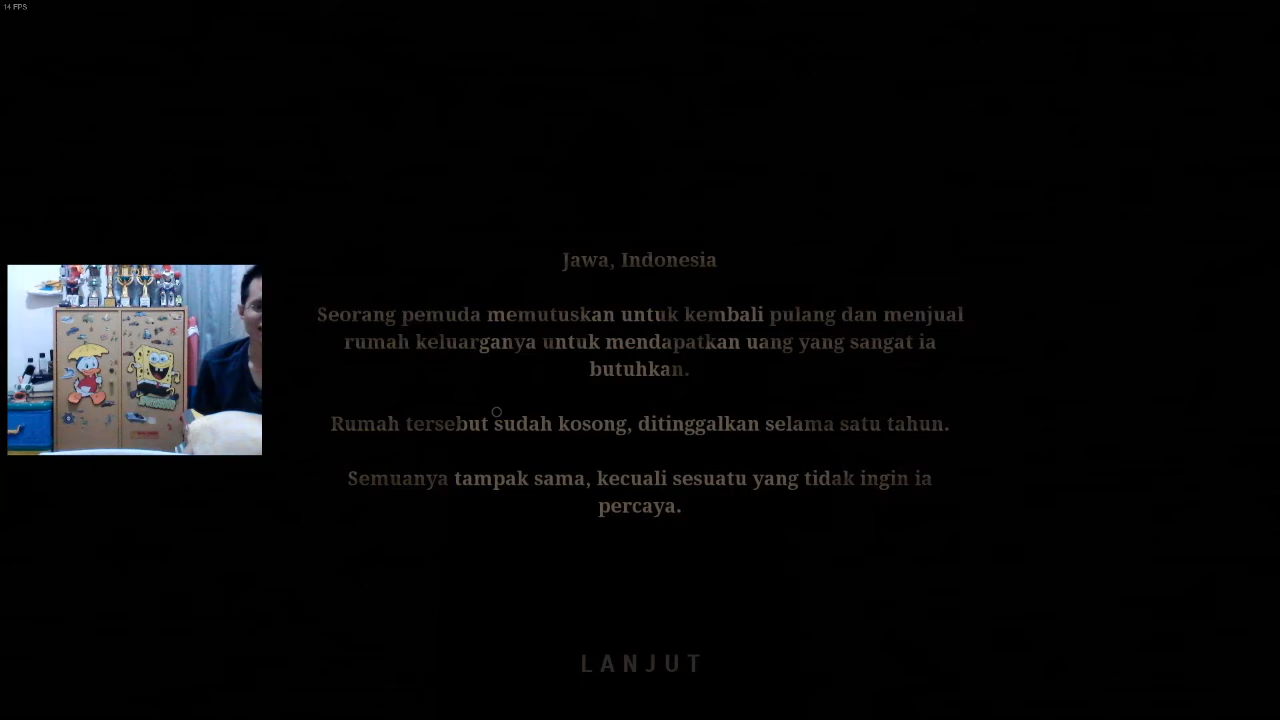 14 FPS
Jawa, Indonesia
Seorang pemuda memutuskan untuk kembali pulang dan menjual
rumah keluarganya untuk mendapatkan uang yang sangat ia
butuhkan.
Rumah tersebut sudah kosong, ditinggalkan selama satu tahun.
Semuanya tampak sama, kecuali sesuatu yang tidak ingin ia
percaya.
LANJUT